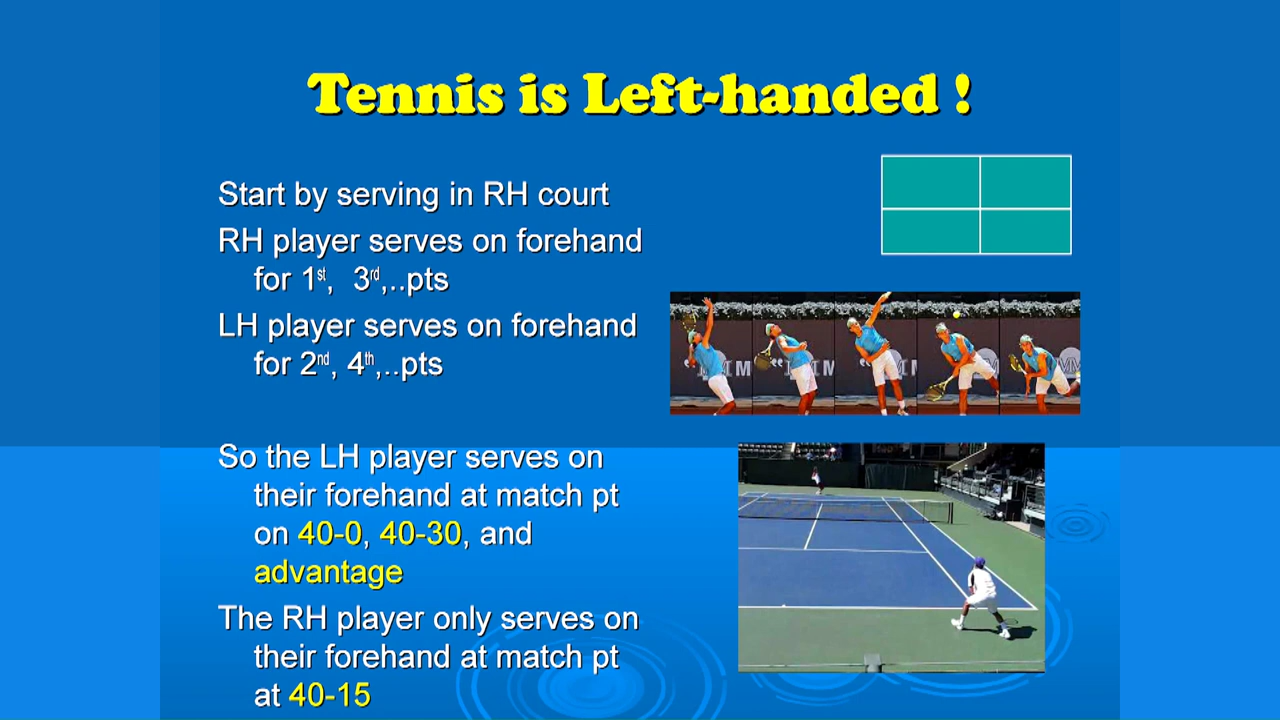 Tennis is Left-handed !
Start by serving in RH court
RH player serves on forehand
for 1st, 3rd,..pts
LH player serves on forehand
for 2nd, 4th,..pts
So the LH player serves on
their forehand at match pt
on 40-0, 40-30, and
advantage
The RH player only serves on
their forehand at match pt
at 40-15